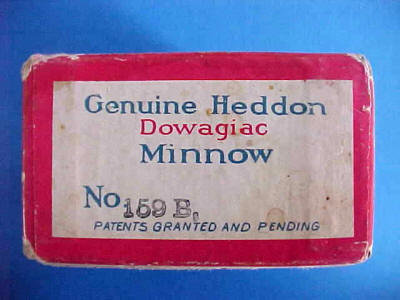 Genuine Heddon
Dowagiac
Minnow
No 159 B.
PATENTS GRANTED AND PENDING